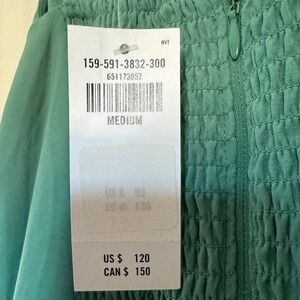 NVT
159-591-3832-300
651173952
MEDIUM
US $ 120
CAN $ 150